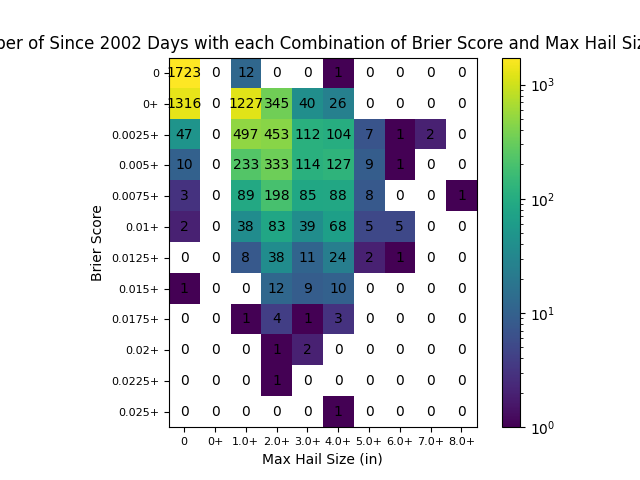 ber of Since 2002 Days with each Combination of Brier Score and Max Hail Siz
0 1723 0 12 0 0 1 0 0 0 0
0+ 1316 0 1227 345 40 26 0 0 0 0
0.0025+ 47 0 497 453 112 104 7 1 2 0
0.005+ 10 0 233 333 114 127 9 1 0 0
0.0075+ 3 0 89 198 85 88 8 0 0 1
0.01+ 2 0 38 83 39 68 5 5 0 0
0.0125+ 0 0 8 38 11 24 2 1 0 0
0.015+ 1 0 0 12 9 10 0 0 0 0
0.0175+ 0 0 1 4 1 3 0 0 0 0
0.02+ 0 0 0 1 2 0 0 0 0 0
0.0225+ 0 0 0 1 0 0 0 0 0 0
0.025+ 0 0 0 0 0 1 0 0 0 0
0 0+ 1.0+ 2.0+ 3.0+ 4.0+ 5.0+ 6.0+ 7.0+ 8.0+
Max Hail Size (in)
Brier Score
10³
10²
10¹
10⁰